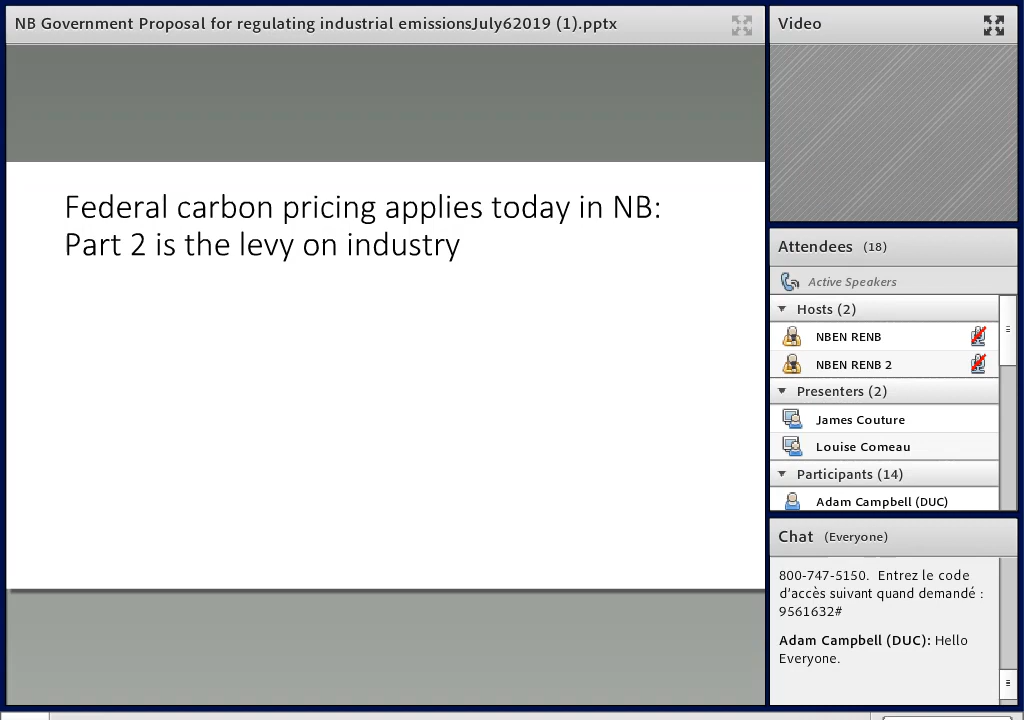 NB Government Proposal for regulating industrial emissionsJuly62019 (1).pptx
Federal carbon pricing applies today in NB:
Part 2 is the levy on industry
Video
Attendees (18)
Active Speakers
Hosts (2)
NBEN RENB
NBEN RENB 2
Presenters (2)
James Couture
Louise Comeau
Participants (14)
Adam Campbell (DUC)
Chat (Everyone)
800-747-5150. Entrez le code
d'accès suivant quand demandé :
9561632#
Adam Campbell (DUC): Hello
Everyone.